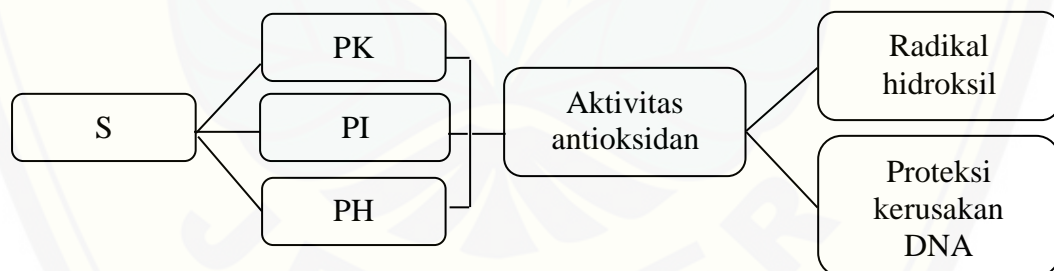 S
PK
PI
PH
Aktivitas
antioksidan
Radikal
hidroksil
Proteksi
kerusakan
DNA